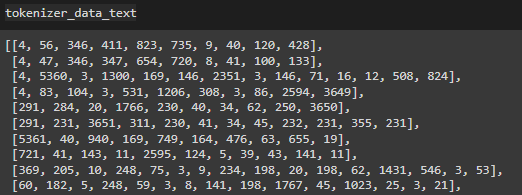 tokenizer_data_text
[[4, 56, 346, 411, 823, 735, 9, 40, 120, 428],
[4, 47, 346, 347, 654, 720, 8, 41, 100, 133],
[4, 5360, 3, 1300, 169, 146, 2351, 3, 146, 71, 16, 12, 508, 824],
[4, 83, 104, 3, 531, 1206, 308, 3, 86, 2594, 3649],
[291, 284, 20, 1766, 230, 40, 34, 62, 250, 3650],
[291, 231, 3651, 311, 230, 41, 34, 45, 232, 231, 355, 231],
[5361, 40, 940, 169, 749, 164, 476, 63, 655, 19],
[721, 41, 143, 11, 2595, 124, 5, 39, 43, 141, 11],
[369, 205, 10, 248, 75, 3, 9, 234, 198, 20, 198, 62, 1431, 546, 3, 53],
[60, 182, 5, 248, 59, 3, 8, 141, 198, 1767, 45, 1023, 25, 3, 21],